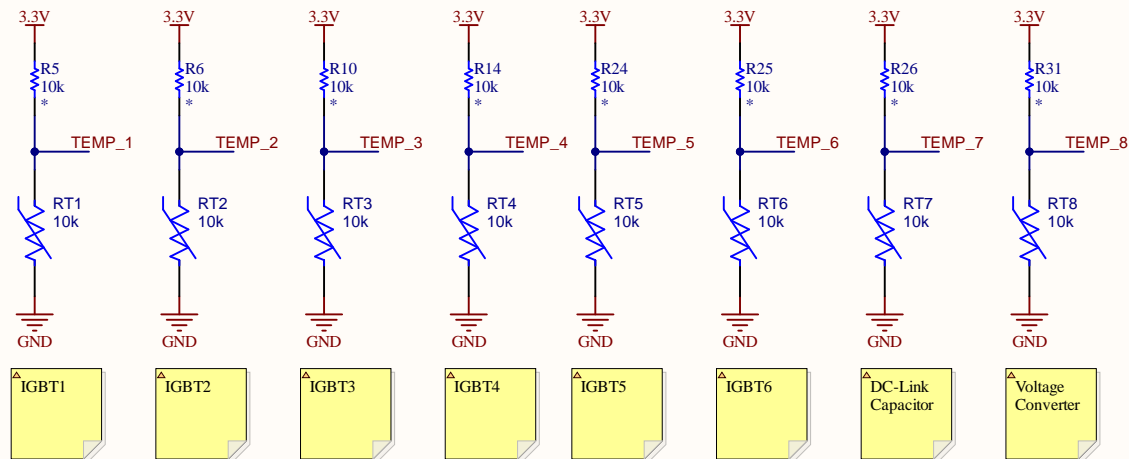 3.3V 3.3V 3.3V 3.3V 3.3V 3.3V 3.3V 3.3V
R5 R6 R10 R14 R24 R25 R26 R31
10k 10k 10k 10k 10k 10k 10k 10k
* * * * * * * *
TEMP_1 TEMP_2 TEMP_3 TEMP_4 TEMP_5 TEMP_6 TEMP_7 TEMP_8
RT1 RT2 RT3 RT4 RT5 RT6 RT7 RT8
10k 10k 10k 10k 10k 10k 10k 10k
GND GND GND GND GND GND GND GND
IGBT1 IGBT2 IGBT3 IGBT4 IGBT5 IGBT6 DC-Link Voltage
Capacitor Converter